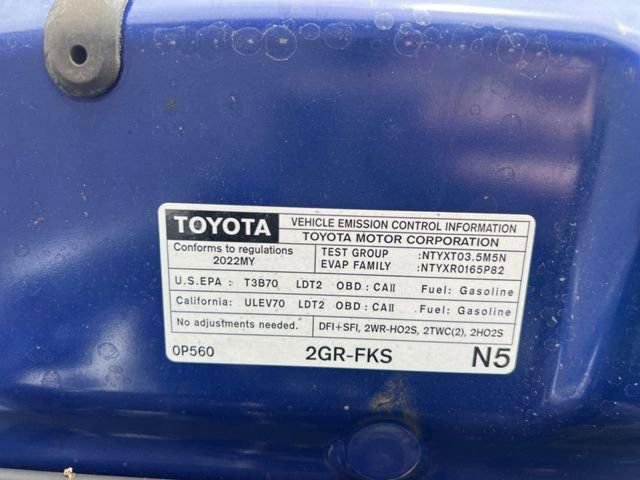 TOYOTA
VEHICLE EMISSION CONTROL INFORMATION
TOYOTA MOTOR CORPORATION
Conforms to regulations
2022MY
TEST GROUP :NTYXT03.5M5N
EVAP FAMILY :NTYXR0165P82
U.S.EPA : T3B70 LDT2 OBD : CAII Fuel: Gasoline
California: ULEV70 LDT2 OBD : CAII Fuel: Gasoline
No adjustments needed. DFI+SFI, 2WR-HO2S, 2TWC(2), 2HO2S
0P560 2GR-FKS N5